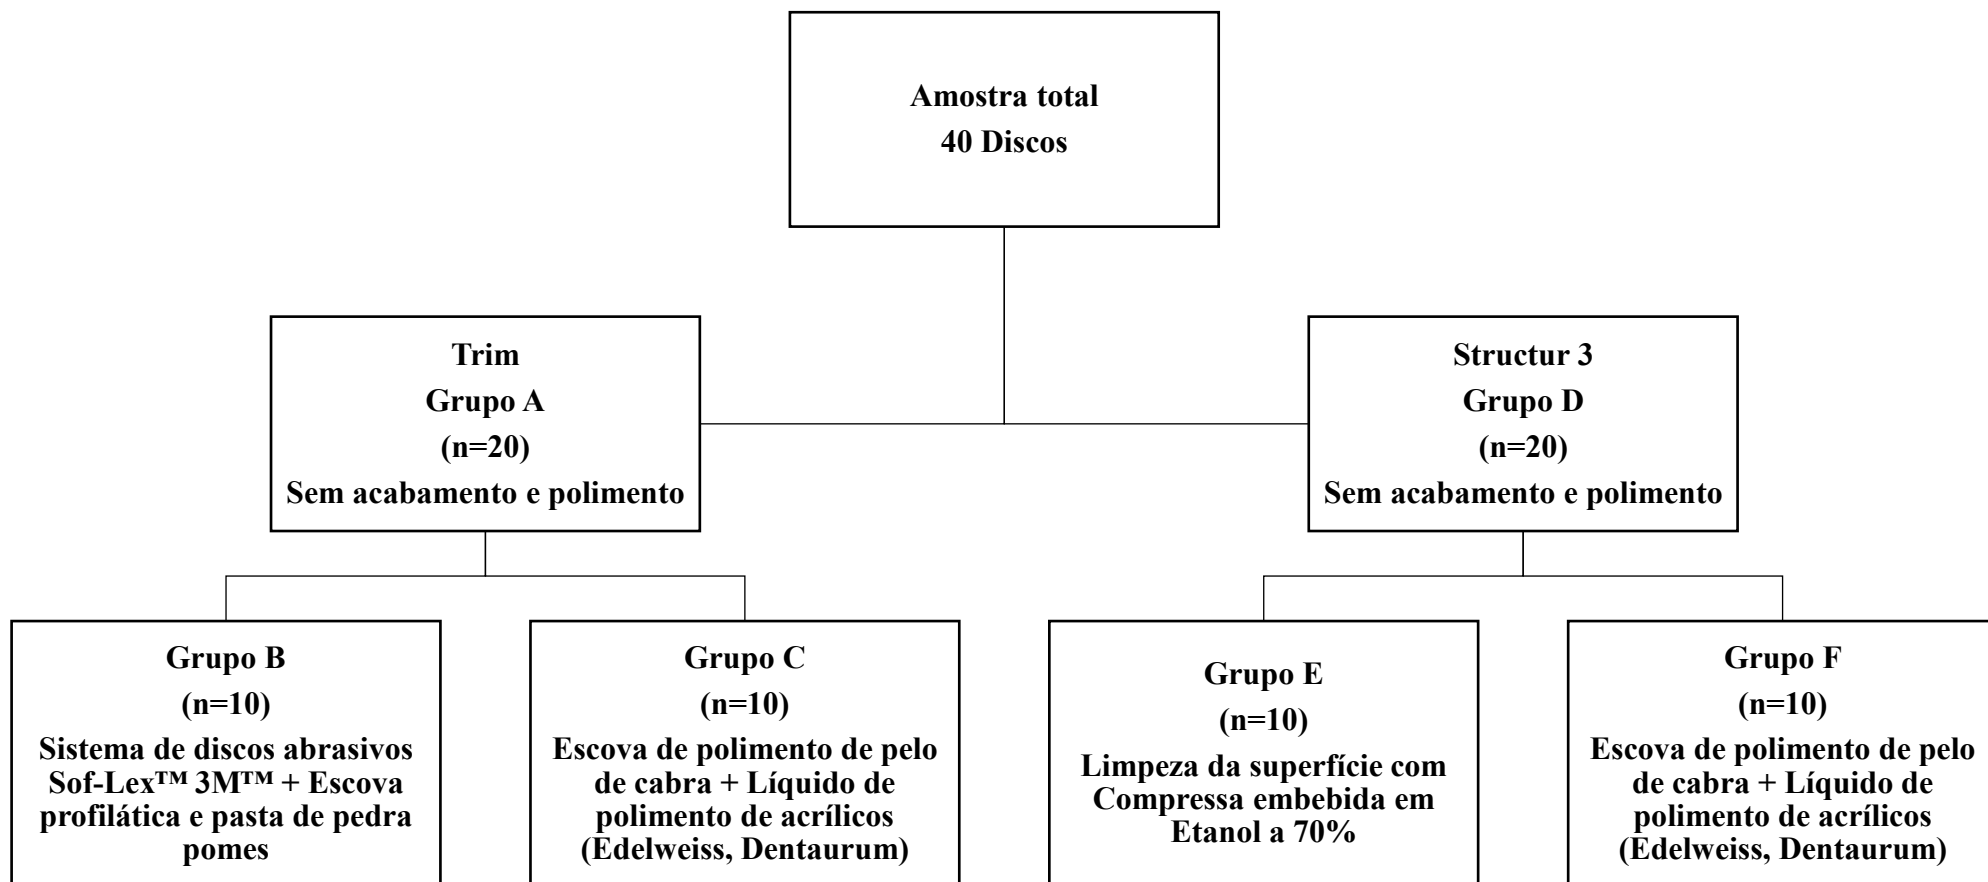 Amostra total
40 Discos
Trim
Grupo A
(n=20)
Sem acabamento e polimento
Structur 3
Grupo D
(n=20)
Sem acabamento e polimento
Grupo B
(n=10)
Sistema de discos abrasivos
Sof-Lex™ 3M™ + Escova
profilática e pasta de pedra
pomes
Grupo C
(n=10)
Escova de polimento de pelo
de cabra + Líquido de
polimento de acrílicos
(Edelweiss, Dentaurum)
Grupo E
(n=10)
Limpeza da superfície com
Compressa embebida em
Etanol a 70%
Grupo F
(n=10)
Escova de polimento de pelo
de cabra + Líquido de
polimento de acrílicos
(Edelweiss, Dentaurum)